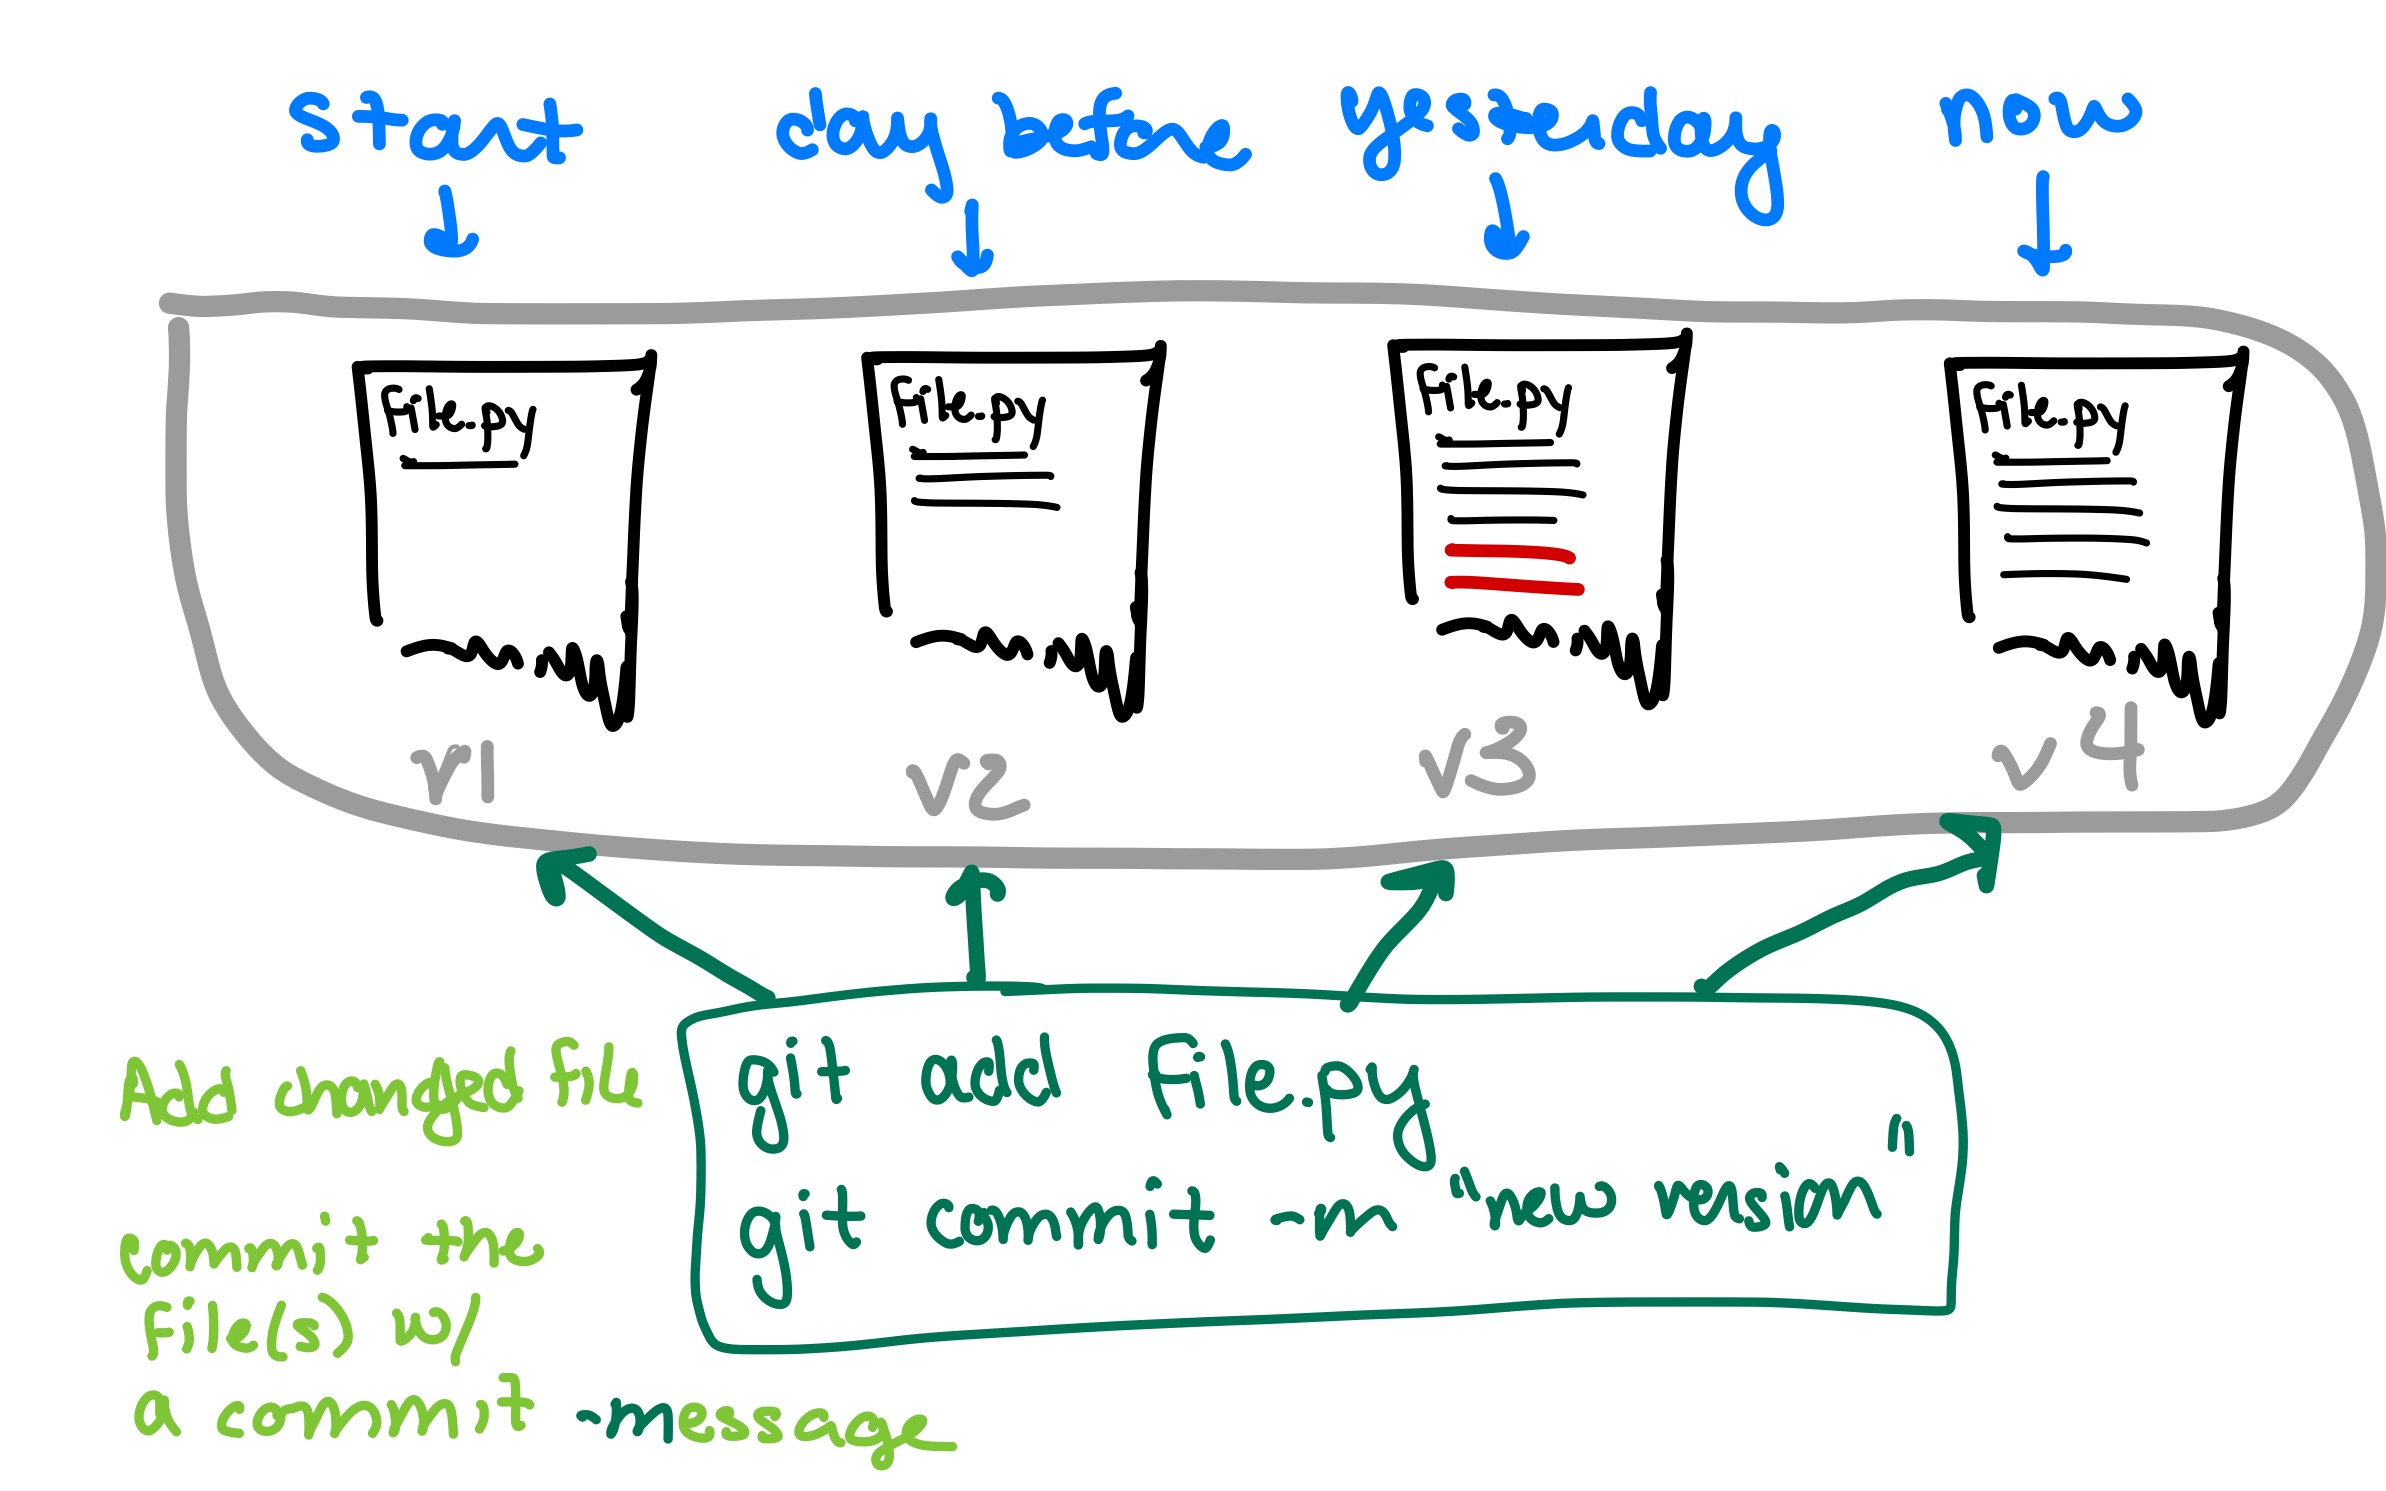 start day before yesterday now
File.py File.py File.py File.py
v1 v2 v3 v4
Add changed file
git add File.py
git commit -m "new version"
commit the
File(s) w/
a commit -message